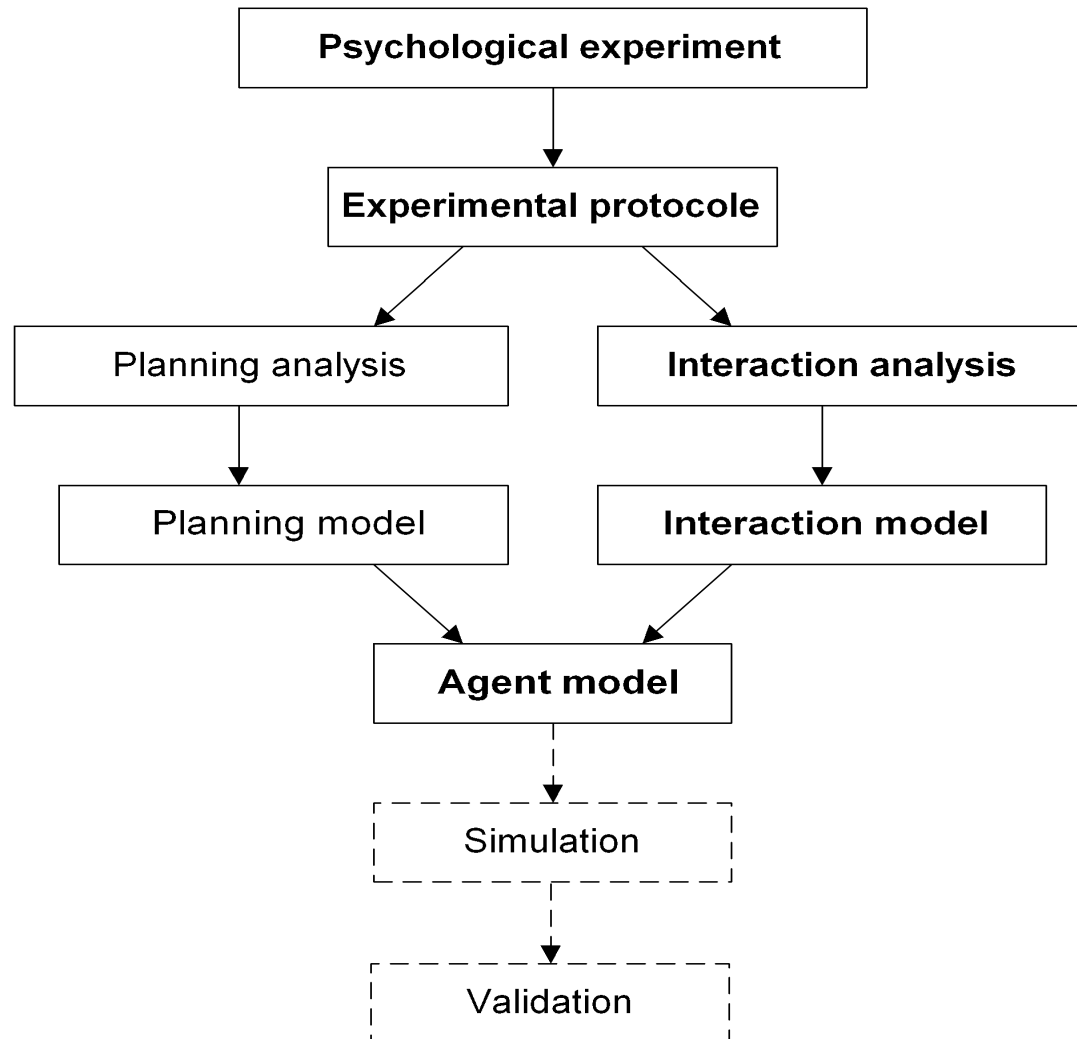 Psychological experiment
Experimental protocole
Planning analysis
Interaction analysis
Planning model
Interaction model
Agent model
Simulation
Validation